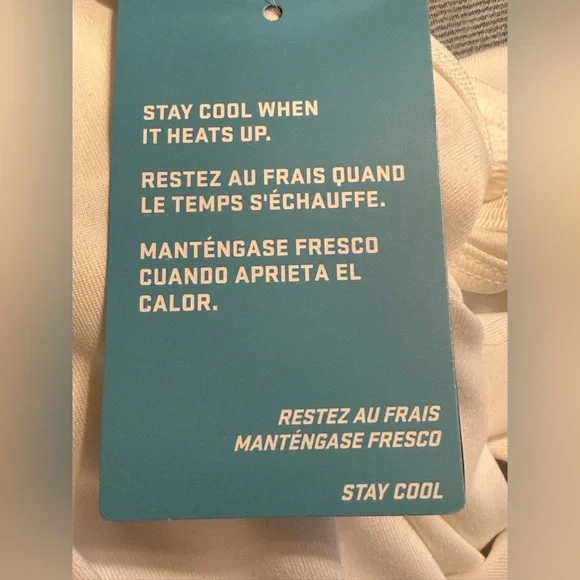 STAY COOL WHEN
IT HEATS UP.
RESTEZ AU FRAIS QUAND
LE TEMPS S'ÉCHAUFFE.
MANTÉNGASE FRESCO
CUANDO APRIETA EL
CALOR.
RESTEZ AU FRAIS
MANTÉNGASE FRESCO
STAY COOL